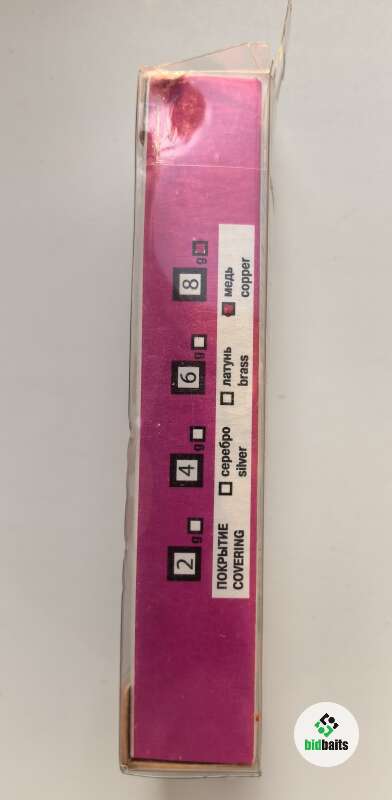 2 g 4 g 6 g 8 g
ПОКРЫТИЕ серебро латунь медь
COVERING silver brass copper
bidbaits